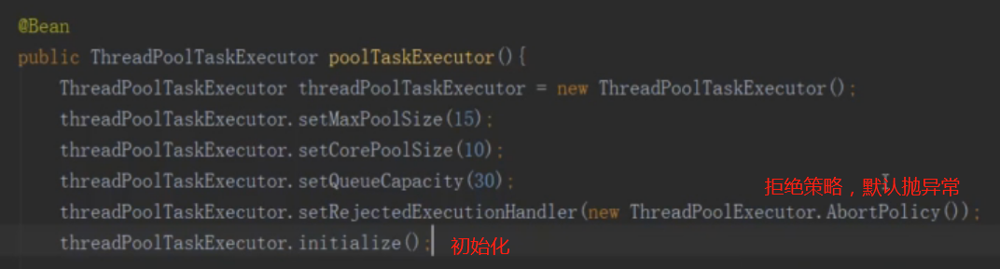 @Bean
public ThreadPoolTaskExecutor poolTaskExecutor(){
ThreadPoolTaskExecutor threadPoolTaskExecutor = new ThreadPoolTaskExecutor();
threadPoolTaskExecutor.setMaxPoolSize(15);
threadPoolTaskExecutor.setCorePoolSize(10);
threadPoolTaskExecutor.setQueueCapacity(30);
拒绝策略，默认抛异常
threadPoolTaskExecutor.setRejectedExecutionHandler(new ThreadPoolExecutor.AbortPolicy());
threadPoolTaskExecutor.initialize(); 初始化